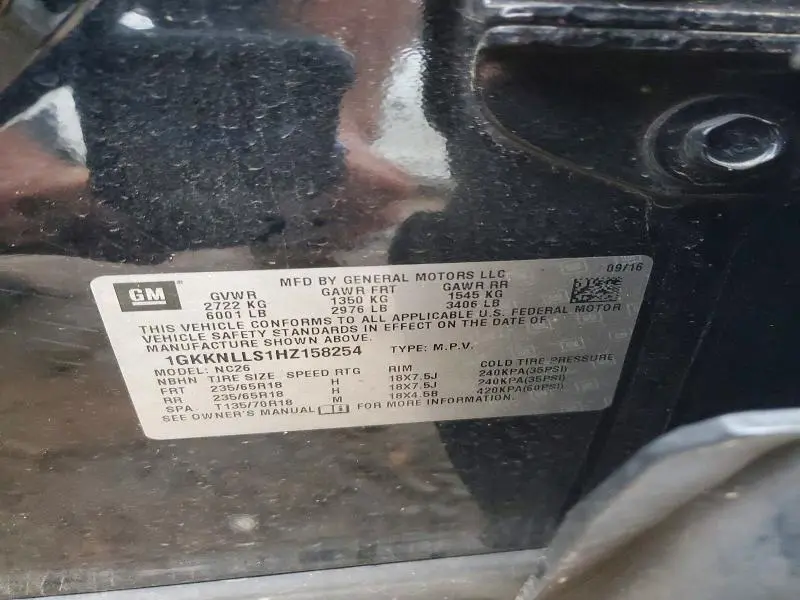 GM ®
MFD BY GENERAL MOTORS LLC 09/16
GVWR GAWR FRT GAWR RR
2722 KG 1350 KG 1545 KG
6001 LB 2976 LB 3406 LB
THIS VEHICLE CONFORMS TO ALL APPLICABLE U.S. FEDERAL MOTOR
VEHICLE SAFETY STANDARDS IN EFFECT ON THE DATE OF
MANUFACTURE SHOWN ABOVE.
1GKKNLLS1HZ158254 TYPE: M.P.V.
MODEL: NC26
NBHN TIRE SIZE SPEED RTG RIM COLD TIRE PRESSURE
FRT 235/65R18 H 18X7.5J 240KPA(35PSI)
RR 235/65R18 H 18X7.5J 240KPA(35PSI)
SPA T135/70R18 M 18X4.5B 420KPA(60PSI)
SEE OWNER'S MANUAL FOR MORE INFORMATION.